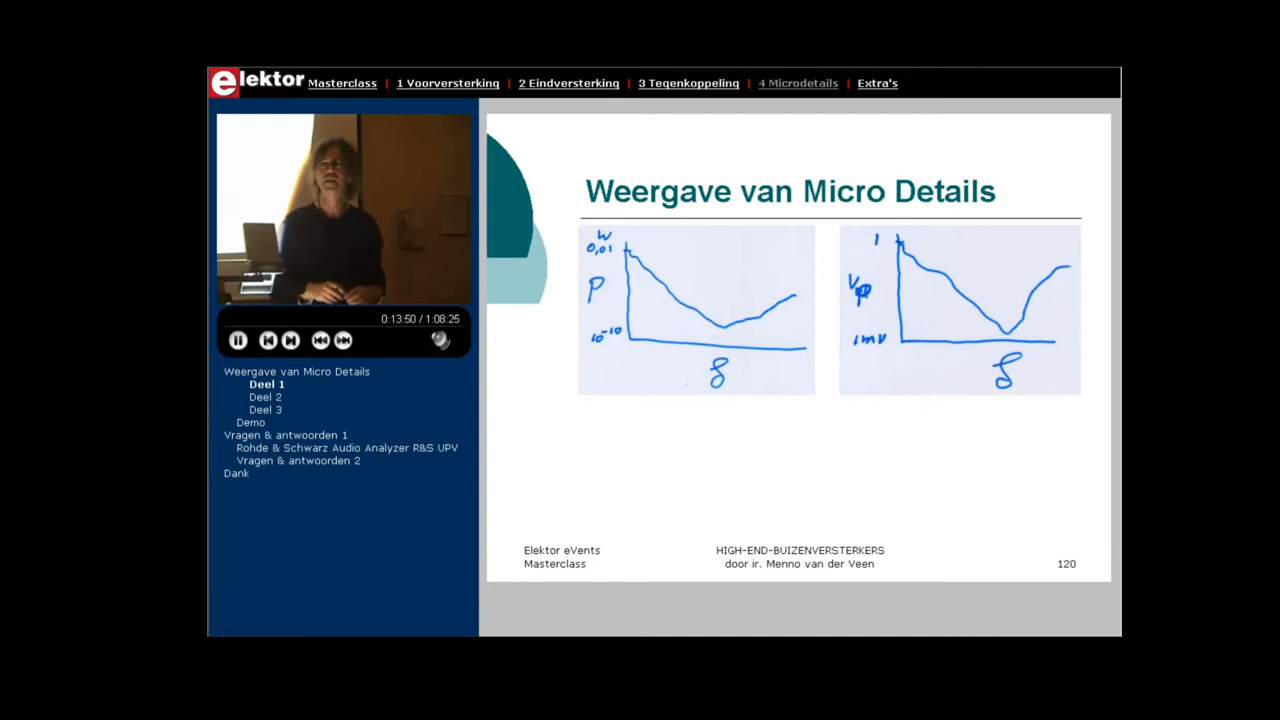 elektor Masterclass | 1 Voorversterking | 2 Eindversterking | 3 Tegenkoppeling | 4 Microdetails | Extra's
0:13:50 / 1:08:25
Weergave van Micro Details
Deel 1
Deel 2
Deel 3
Demo
Vragen & antwoorden 1
Rohde & Schwarz Audio Analyzer R&S UPV
Vragen & antwoorden 2
Dank
Weergave van Micro Details
W
0,01
P
10⁻¹⁰
1
1mV
Elektor eVents
Masterclass
HIGH-END-BUIZENVERSTERKERS
door ir. Menno van der Veen
120